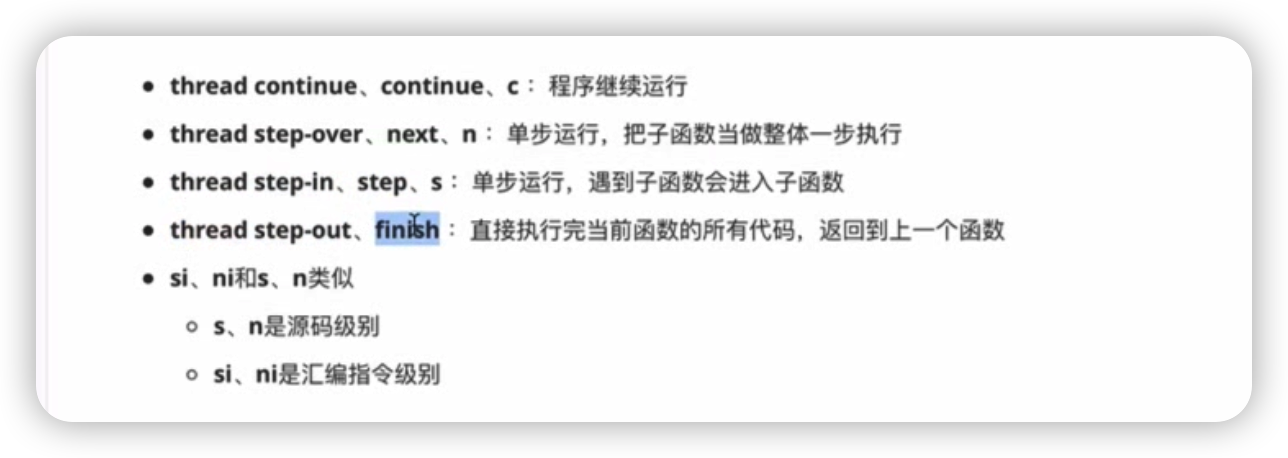 • thread continue、continue、c： 程序继续运行
• thread step-over、next、n： 单步运行，把子函数当做整体一步执行
• thread step-in、step、s： 单步运行，遇到子函数会进入子函数
• thread step-out、finish： 直接执行完当前函数的所有代码，返回到上一个函数
• si、ni和s、n类似
○ s、n是源码级别
○ si、ni是汇编指令级别